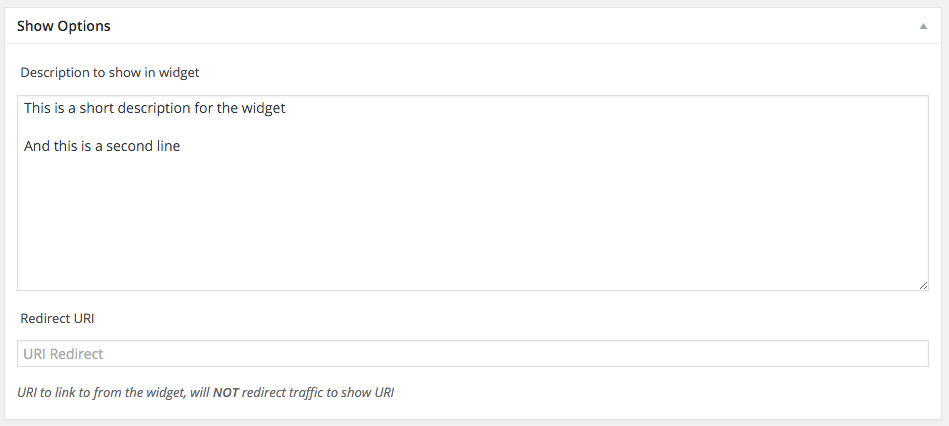 Show Options
Description to show in widget
This is a short description for the widget
And this is a second line
Redirect URI
URI Redirect
URI to link to from the widget, will NOT redirect traffic to show URI